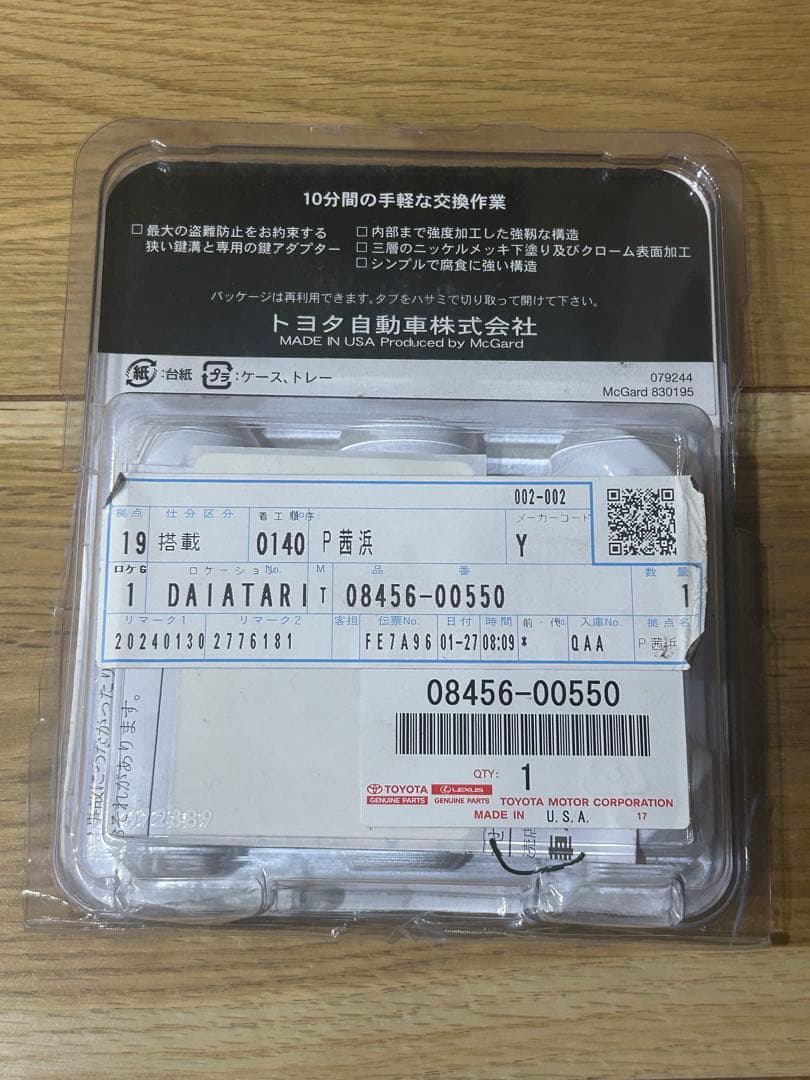 10分間の手軽な交換作業
□ 最大の盗難防止をお約束する
狭い鍵溝と専用の鍵アダプター
□ 内部まで強度加工した強靭な構造
□ 三層のニッケルメッキ下塗り及びクローム表面加工
□ シンプルで腐食に強い構造
パッケージは再利用できます。タブをハサミで切り取って開けて下さい。
トヨタ自動車株式会社
MADE IN USA Produced by McGard
紙:台紙 プラ:ケース、トレー
079244
McGard 830195
002-002
拠点 仕分区分 着工順序 メーカーコード
19 搭載 0140 P茜浜 Y
ロケG ロケーションNo. M 品番 数量
1 DAIATARI T 08456-00550 1
リマーク1 リマーク2 客担 伝票No. 日付 時間 前・代No. 入庫No. 拠点名
20240130 2776181 FE7A96 01-27 08:09 * QAA P茜浜
08456-00550
QTY: 1
TOYOTA LEXUS
GENUINE PARTS GENUINE PARTS TOYOTA MOTOR CORPORATION
MADE IN U.S.A. 17
それがあります。